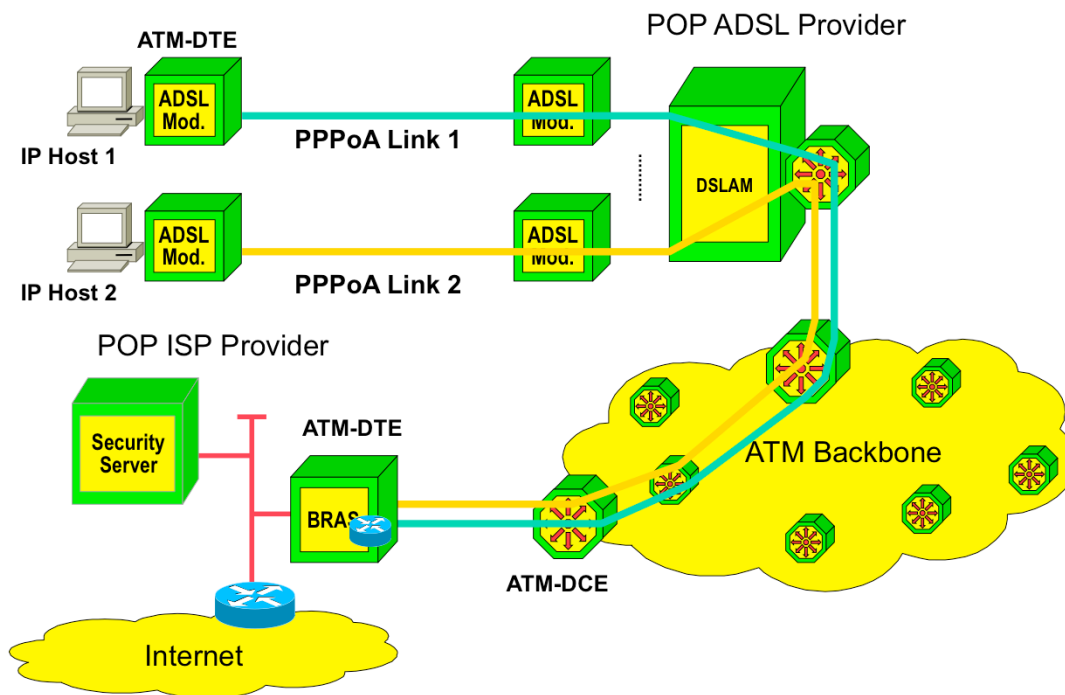 POP ADSL Provider
ATM-DTE
ADSL
Mod.
ADSL
Mod.
IP Host 1
PPPoA Link 1
DSLAM
ADSL
Mod.
ADSL
Mod.
IP Host 2
PPPoA Link 2
POP ISP Provider
Security
Server
ATM-DTE
BRAS
ATM Backbone
ATM-DCE
Internet